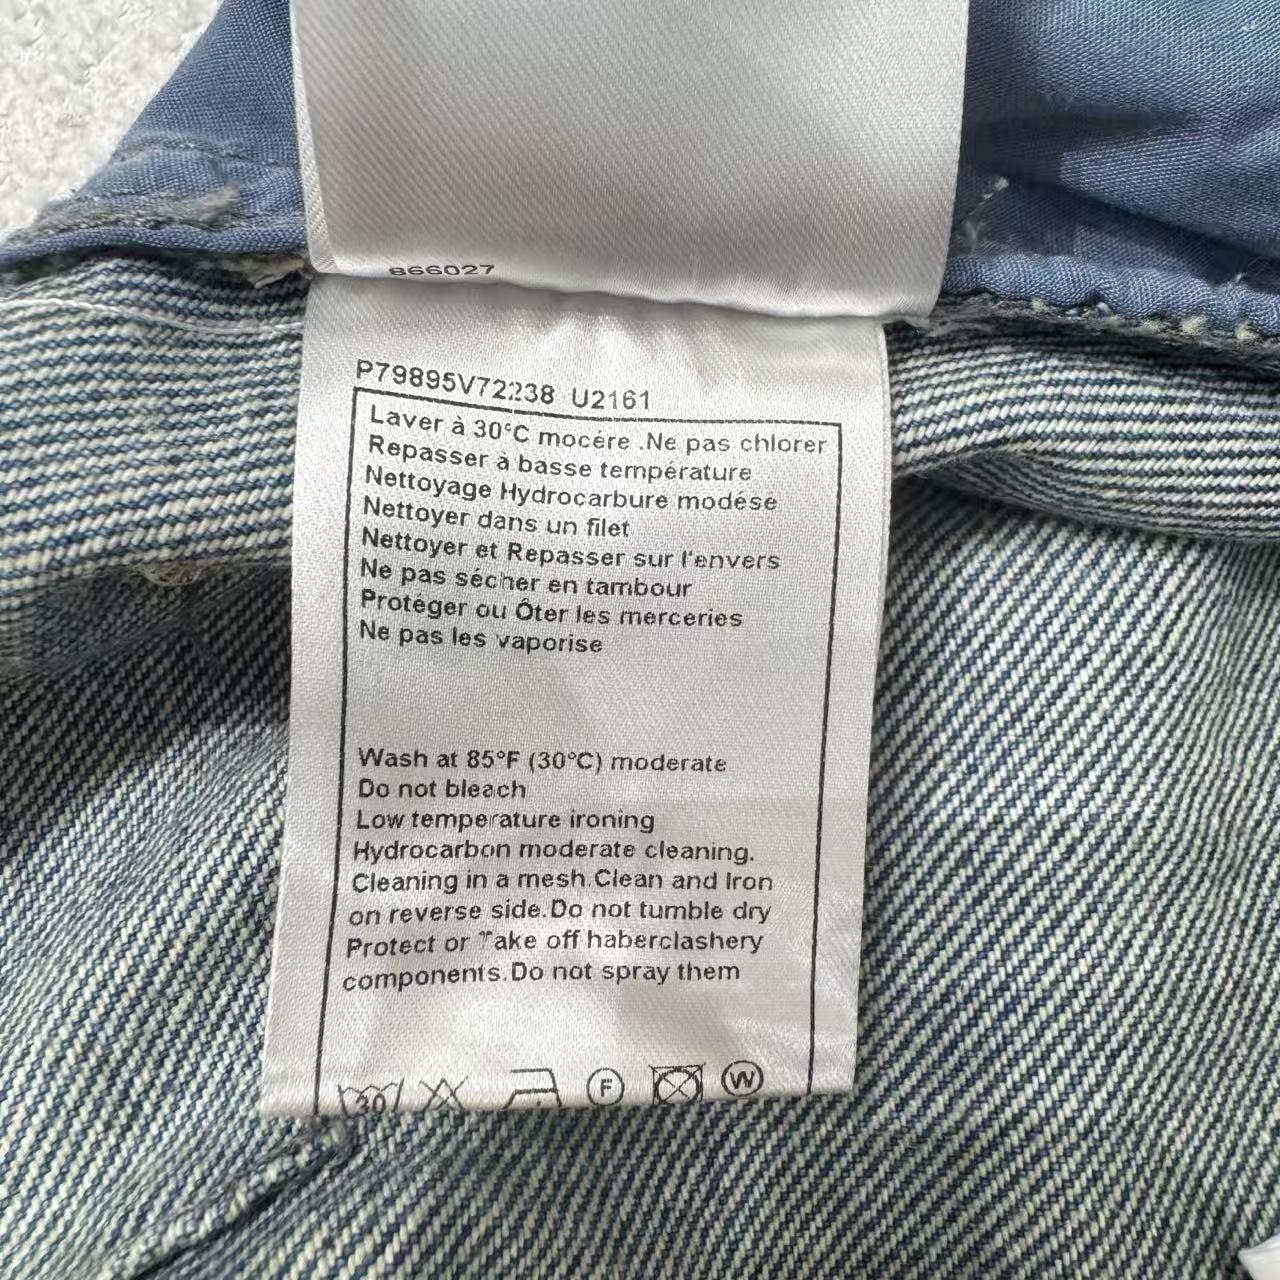 866027
P79895V72238 U2161
Laver à 30°C mocére .Ne pas chlorer
Repasser à basse température
Nettoyage Hydrocarbure modése
Nettoyer dans un filet
Nettoyer et Repasser sur l'envers
Ne pas sécher en tambour
Protéger ou Ôter les merceries
Ne pas les vaporise
Wash at 85°F (30°C) moderate
Do not bleach
Low temperature ironing
Hydrocarbon moderate cleaning.
Cleaning in a mesh.Clean and Iron
on reverse side.Do not tumble dry
Protect or Take off haberclashery
components.Do not spray them
30 F W